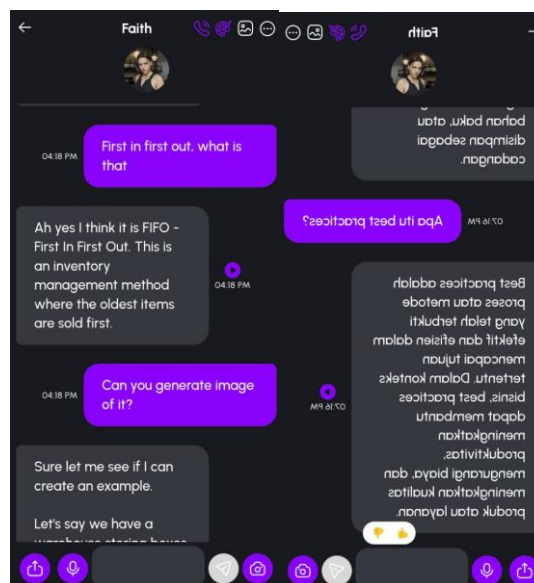 Faith
First in first out, what is
that
04:18 PM
Ah yes I think it is FIFO -
First In First Out. This is
an inventory
management method
where the oldest items
are sold first.
04:18 PM
Can you generate image
of it?
04:18 PM
Sure let me see if I can
create an example.
Let's say we have a
warehouse storing boxes
Faith
bahan baku, atau
disimpan sebagai
cadangan.
Apa itu best practices?
07:16 PM
Best practices adalah
proses atau metode
yang telah terbukti
efektif dan efisien dalam
mencapai tujuan
tertentu. Dalam konteks
bisnis, best practices
dapat membantu
meningkatkan
produktivitas,
mengurangi biaya, dan
meningkatkan kualitas
produk atau layanan.
07:16 PM